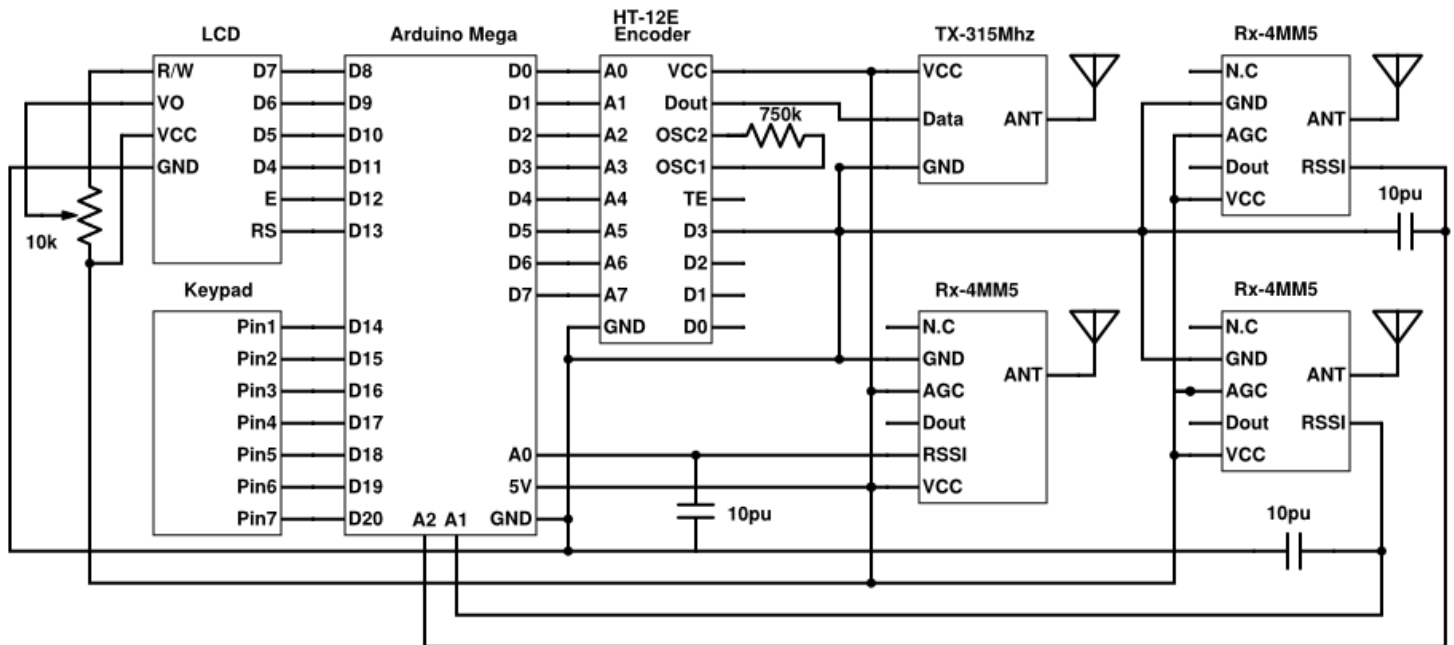 LCD
R/W D7
VO D6
VCC D5
GND D4
E
RS
10k
Keypad
Pin1
Pin2
Pin3
Pin4
Pin5
Pin6
Pin7
Arduino Mega
D8 D0
D9 D1
D10 D2
D11 D3
D12 D4
D13 D5
D6
D7
D14
D15
D16
D17
D18 A0
D19 5V
D20 A2 A1 GND
HT-12E
Encoder
A0 VCC
A1 Dout
A2 OSC2
A3 OSC1
A4 TE
A5 D3
A6 D2
A7 D1
GND D0
750k
10pu
TX-315Mhz
VCC
Data ANT
GND
Rx-4MM5
N.C
GND
ANT
AGC
Dout
RSSI
VCC
Rx-4MM5
N.C
GND
ANT
AGC
Dout RSSI
VCC
10pu
Rx-4MM5
N.C
GND
ANT
AGC
Dout RSSI
VCC
10pu